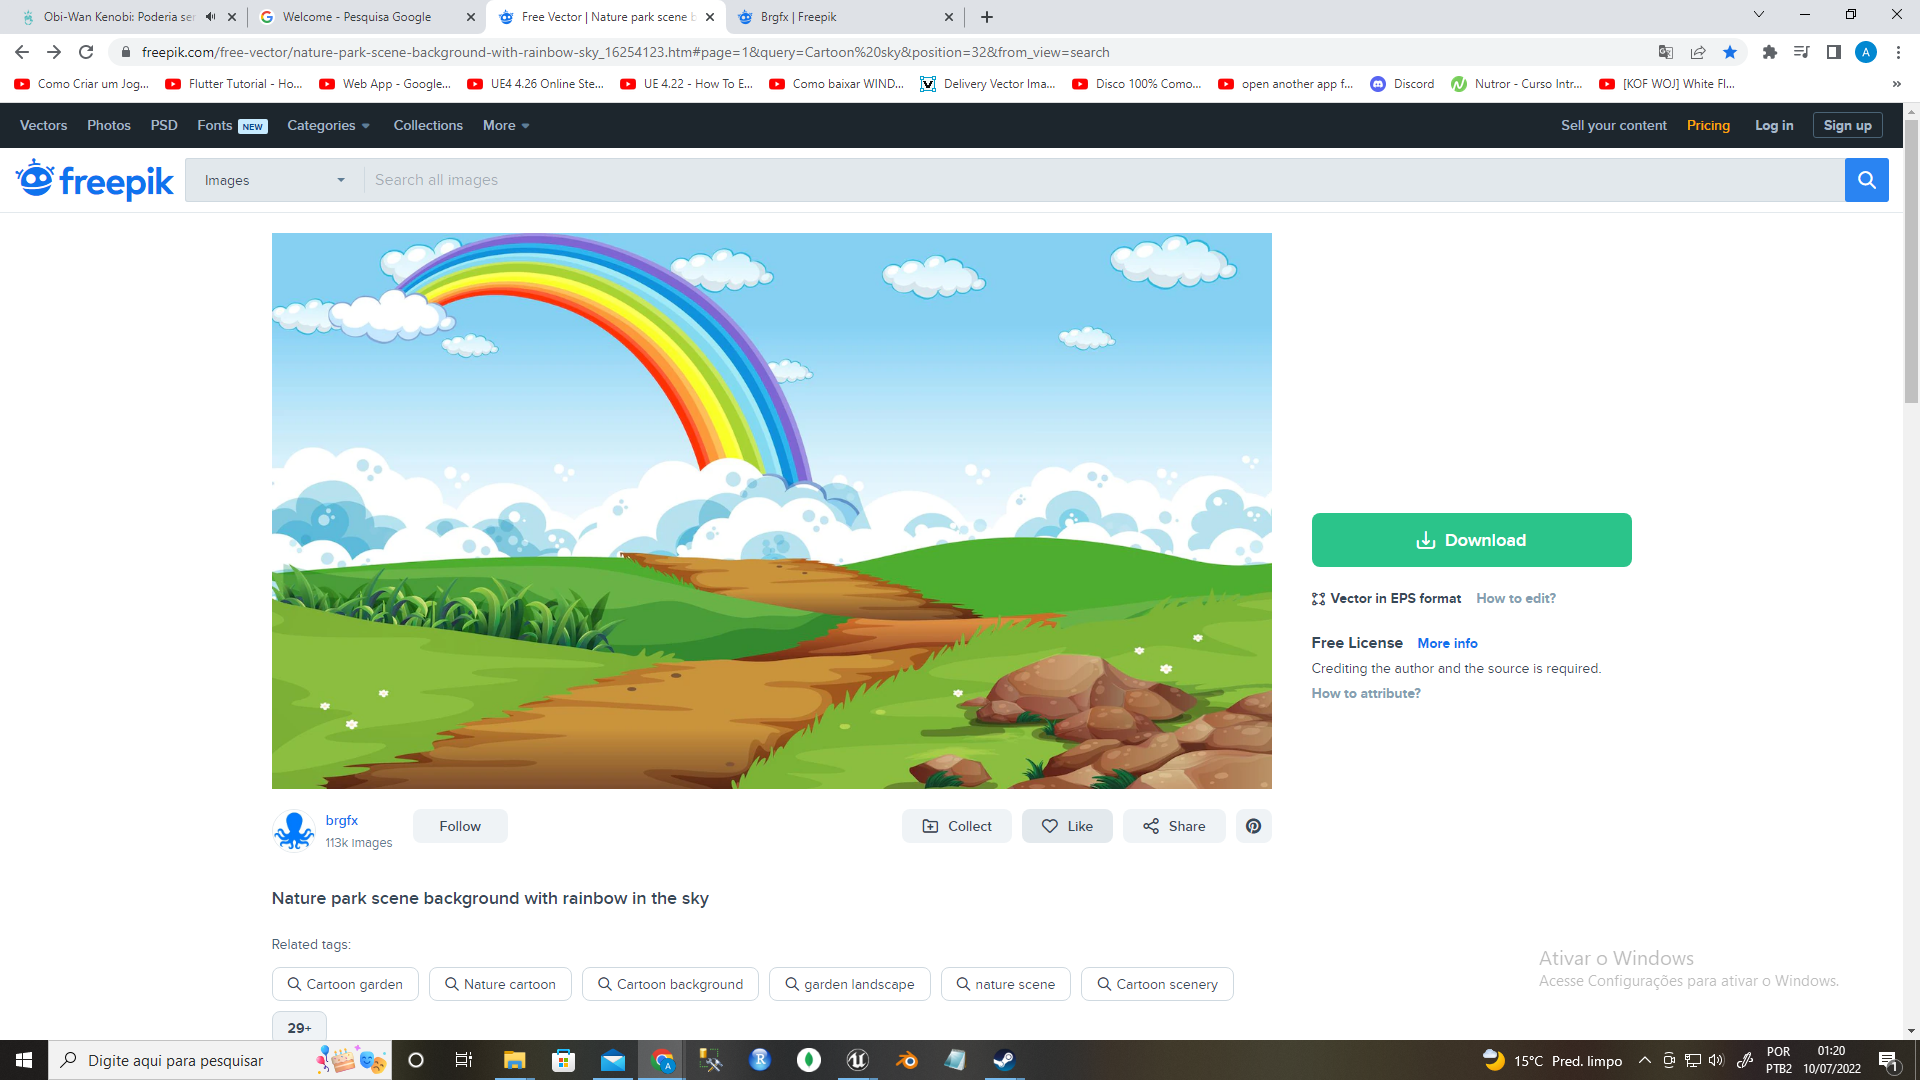 Obi-Wan Kenobi: Poderia ser
Welcome - Pesquisa Google
Free Vector | Nature park scene b
Brgfx | Freepik
freepik.com/free-vector/nature-park-scene-background-with-rainbow-sky_16254123.htm#page=1&query=Cartoon%20sky&position=32&from_view=search
A
Como Criar um Jog...
Flutter Tutorial - Ho...
Web App - Google...
UE4 4.26 Online Ste...
UE 4.22 - How To E...
Como baixar WIND...
Delivery Vector Ima...
Disco 100% Como...
open another app f...
Discord
Nutror - Curso Intr...
[KOF WOJ] White Fl...
»
Vectors Photos PSD Fonts NEW Categories Collections More
Sell your content Pricing Log in Sign up
freepik
Images
Search all images
Download
Vector in EPS format How to edit?
Free License More info
Crediting the author and the source is required.
How to attribute?
brgfx
113k images
Follow
Collect
Like
Share
Nature park scene background with rainbow in the sky
Related tags:
Cartoon garden
Nature cartoon
Cartoon background
garden landscape
nature scene
Cartoon scenery
29+
Ativar o Windows
Acesse Configurações para ativar o Windows.
Digite aqui para pesquisar
15°C Pred. limpo
POR
PTB2
01:20
10/07/2022
1